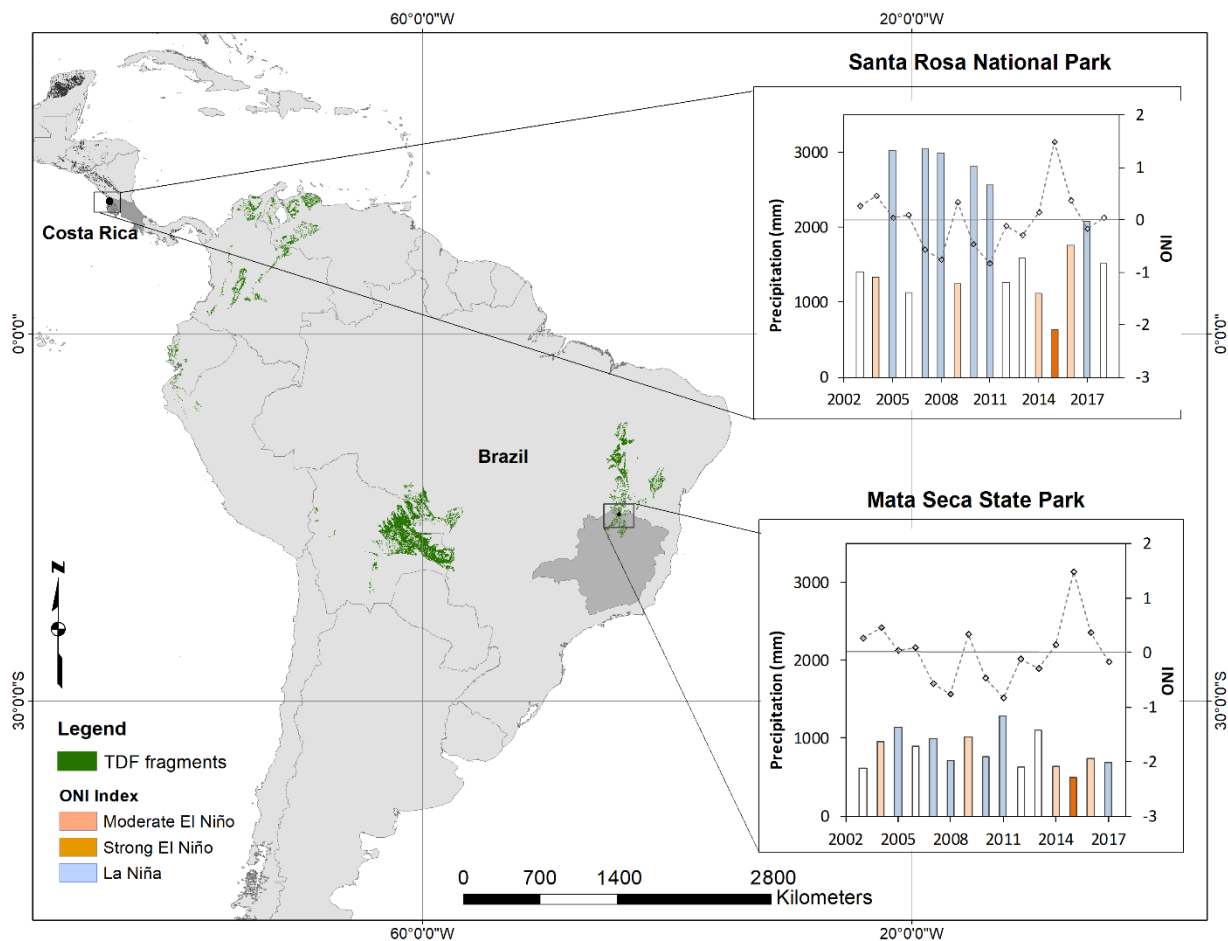 60°0'0"W
20°0'0"W
Santa Rosa National Park
Precipitation (mm)
3000
2000
1000
0
2
1
0
-1
-2
-3
ONI
2002
2005
2008
2011
2014
2017
Costa Rica
0°0'0"
0°0'0"
Brazil
Mata Seca State Park
Precipitation (mm)
3000
2000
1000
0
2
1
0
-1
-2
-3
ONI
2002
2005
2008
2011
2014
2017
30°0'0"S
30°0'0"S
N
Legend
TDF fragments
ONI Index
Moderate El Niño
Strong El Niño
La Niña
0 700 1400 2800
Kilometers
60°0'0"W
20°0'0"W